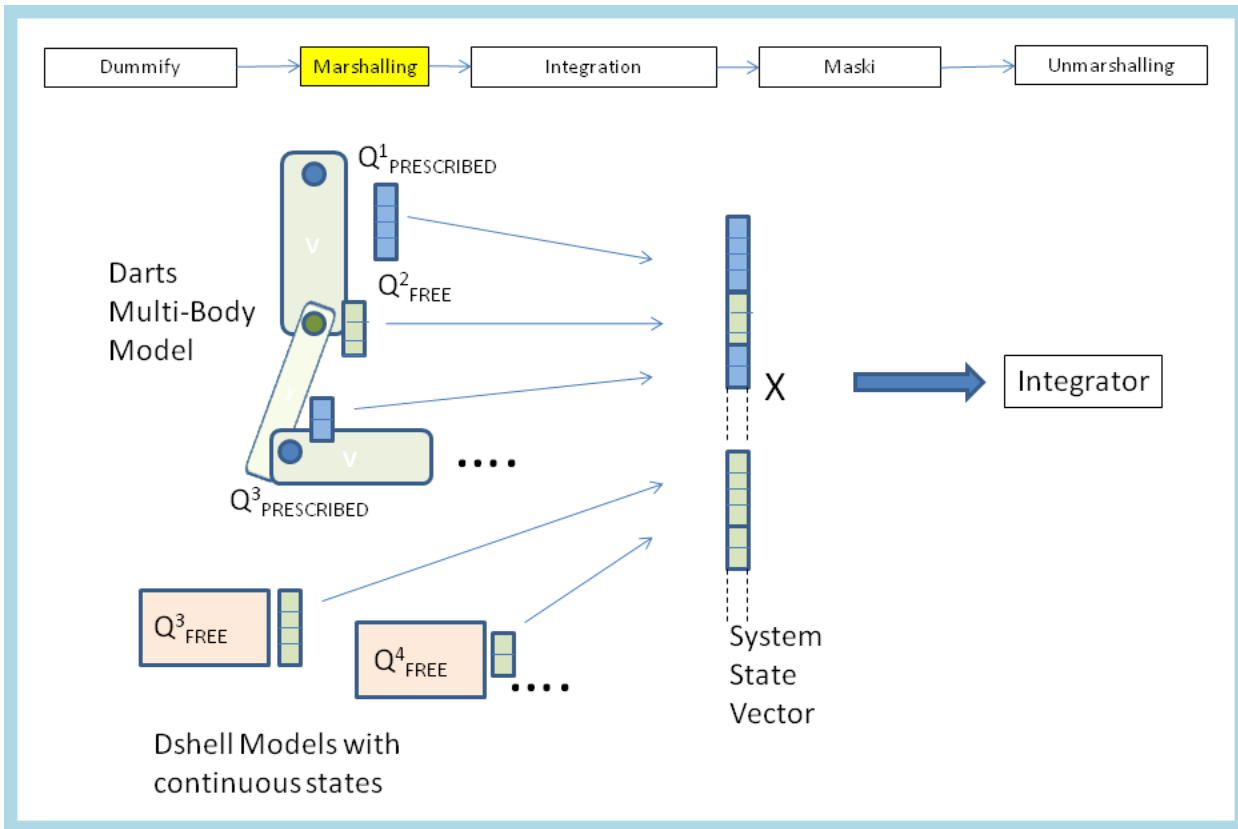 Dummify
Marshalling
Integration
Maski
Unmarshalling
Q¹PRESCRIBED
V
Q²FREE
Darts
Multi-Body
Model
X
Integrator
V
....
Q³PRESCRIBED
Q³FREE
Q⁴FREE
....
System
State
Vector
Dshell Models with
continuous states